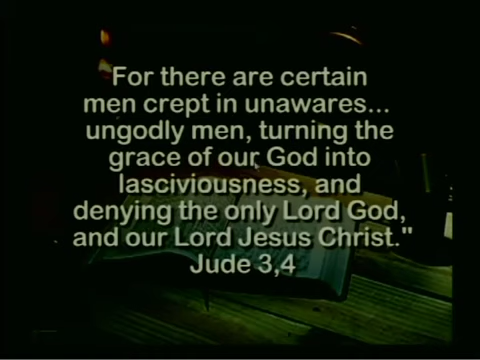 For there are certain
men crept in unawares...
ungodly men, turning the
grace of our God into
lasciviousness, and
denying the only Lord God,
and our Lord Jesus Christ."
Jude 3,4